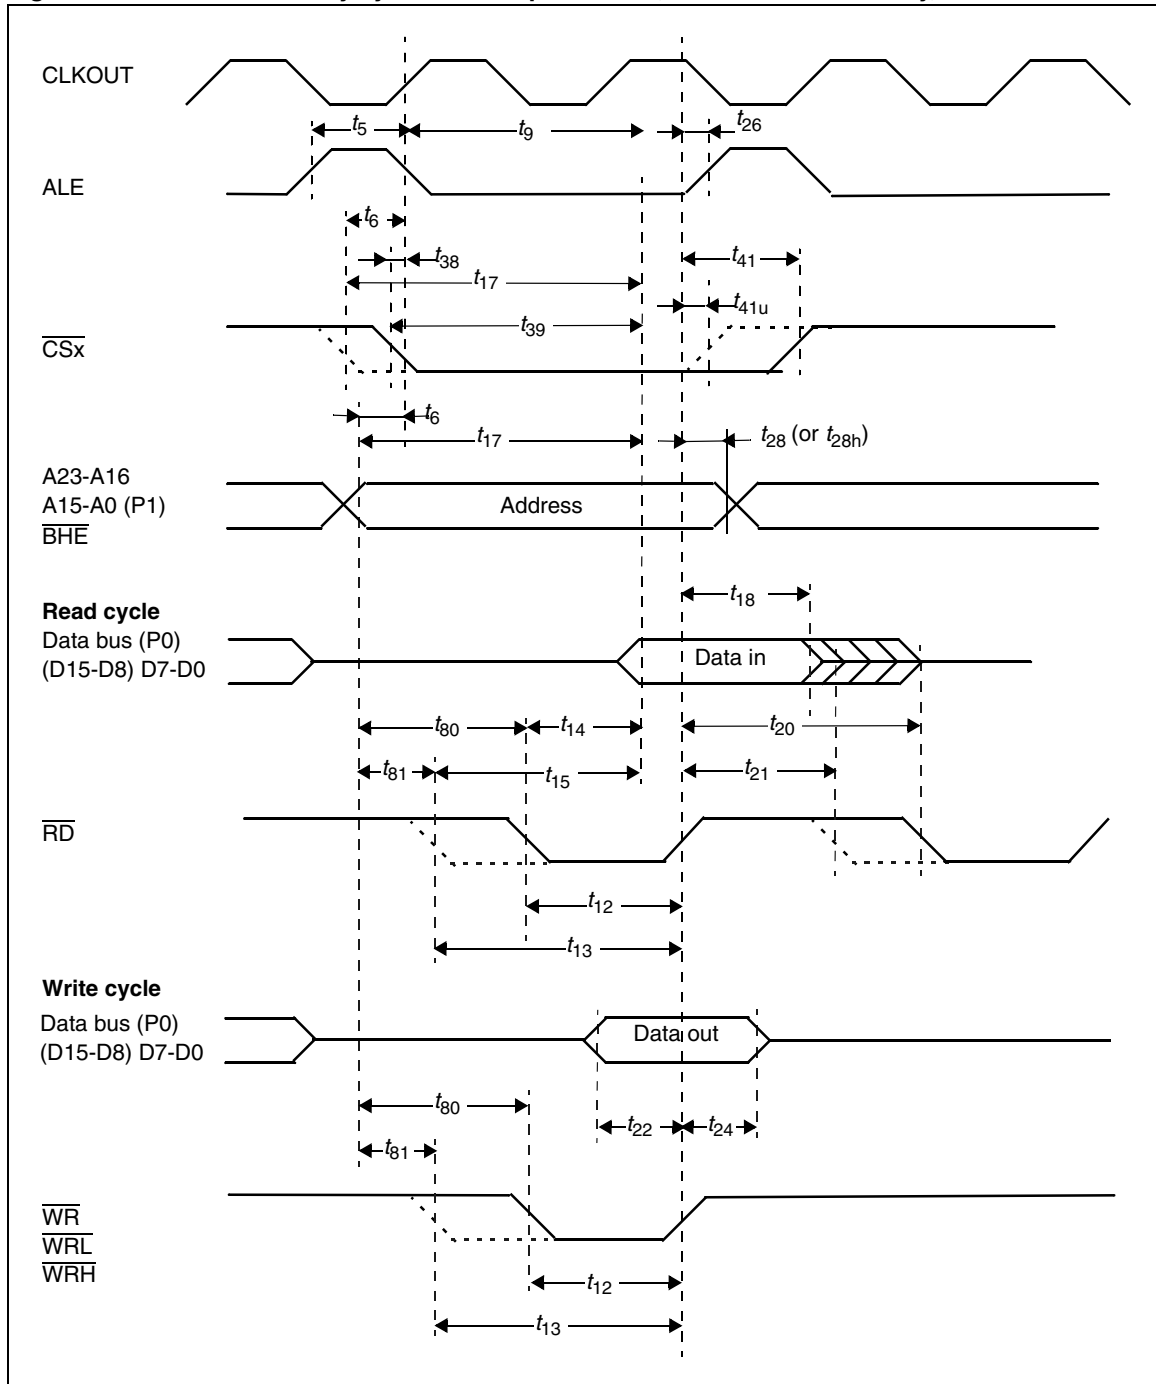 CLKOUT
t5
t9
t26
ALE
t6
t38
t41
t17
t41u
t39
CSx
t6
t17
t28 (or t28h)
A23-A16
A15-A0 (P1)
Address
BHE
t18
Read cycle
Data bus (P0)
Data in
(D15-D8) D7-D0
t80
t14
t20
t81
t15
t21
RD
t12
t13
Write cycle
Data bus (P0)
Data out
(D15-D8) D7-D0
t80
t22
t24
t81
WR
WRL
WRH
t12
t13